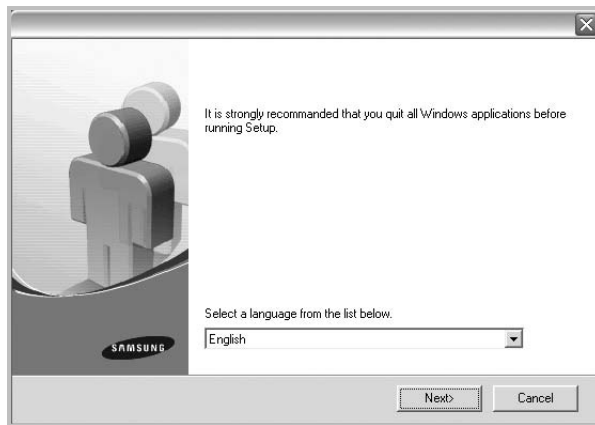 It is strongly recommanded that you quit all Windows applications before
running Setup.
Select a language from the list below.
English
SAMSUNG
Next>
Cancel